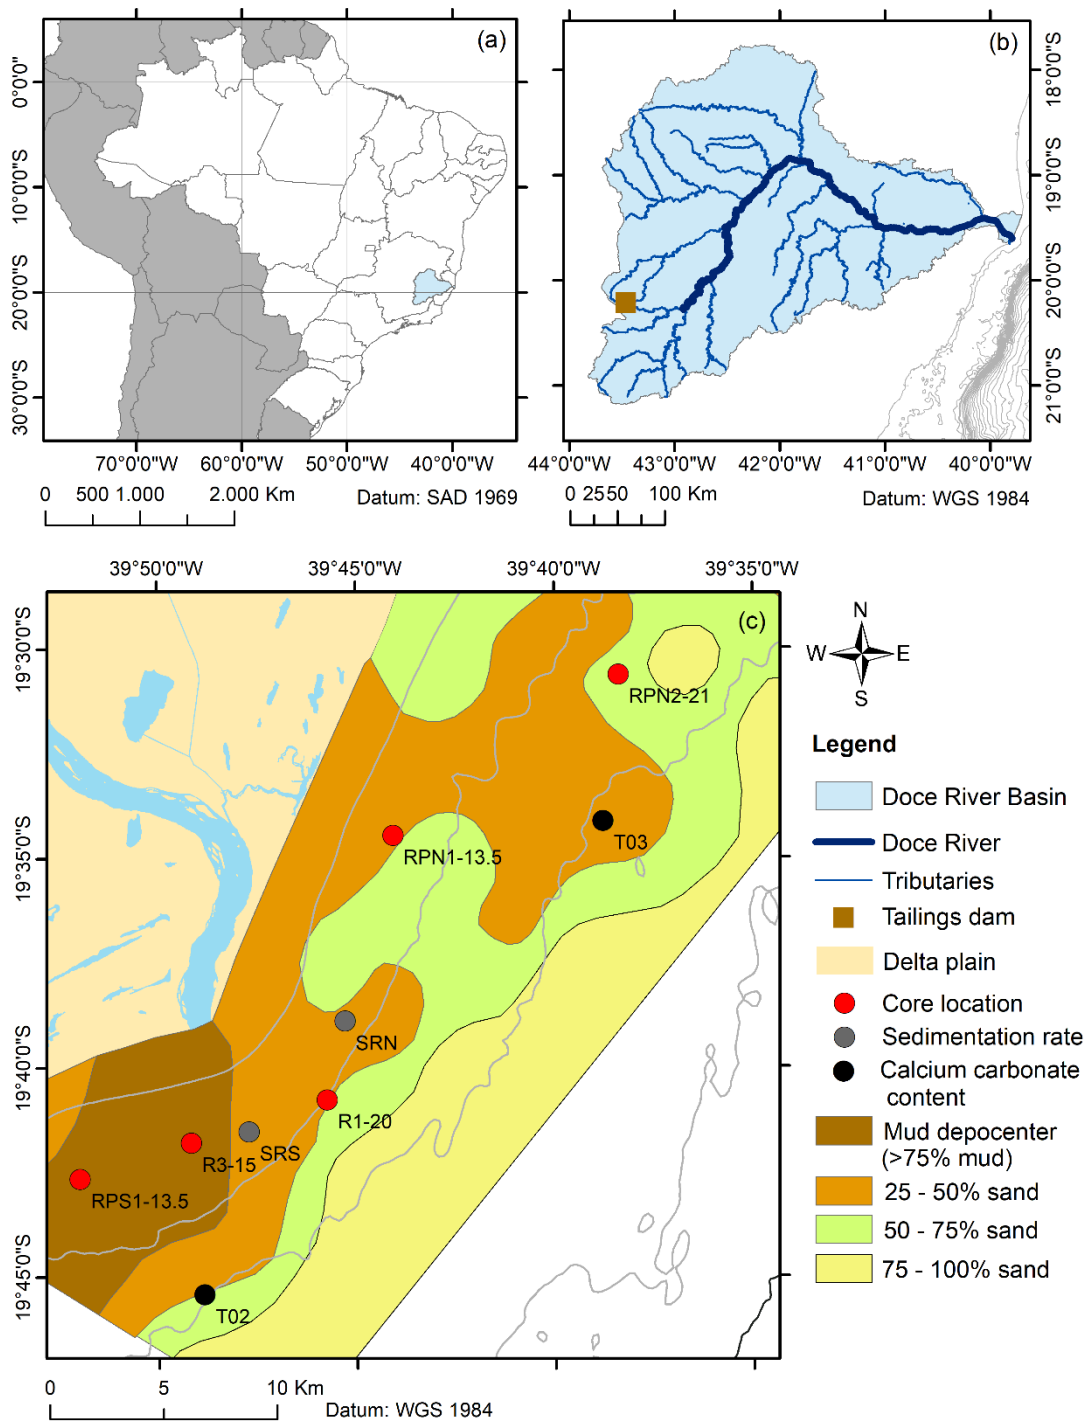 (a)
0°0'0"
10°0'0"S
20°0'0"S
30°0'0"S
70°0'0"W 60°0'0"W 50°0'0"W 40°0'0"W
0 500 1.000 2.000 Km
Datum: SAD 1969
(b)
18°0'0"S
19°0'0"S
20°0'0"S
21°0'0"S
44°0'0"W 43°0'0"W 42°0'0"W 41°0'0"W 40°0'0"W
0 2550 100 Km
Datum: WGS 1984
39°50'0"W 39°45'0"W 39°40'0"W 39°35'0"W
(c)
19°30'0"S
19°35'0"S
19°40'0"S
19°45'0"S
RPN2-21
T03
RPN1-13.5
SRN
R1-20
SRS
R3-15
RPS1-13.5
T02
0 5 10 Km
Datum: WGS 1984
N
W E
S
Legend
Doce River Basin
Doce River
Tributaries
Tailings dam
Delta plain
Core location
Sedimentation rate
Calcium carbonate
content
Mud depocenter
(>75% mud)
25 - 50% sand
50 - 75% sand
75 - 100% sand